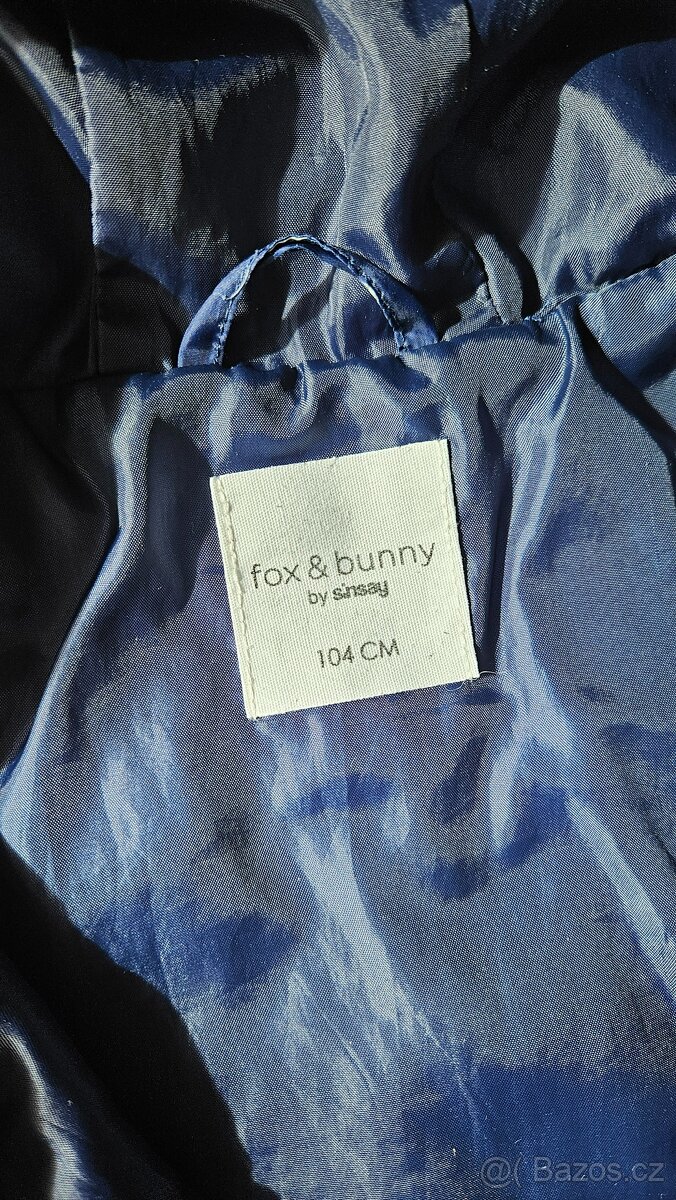 fox & bunny
by sinsay
104 CM
@( Bazos.cz